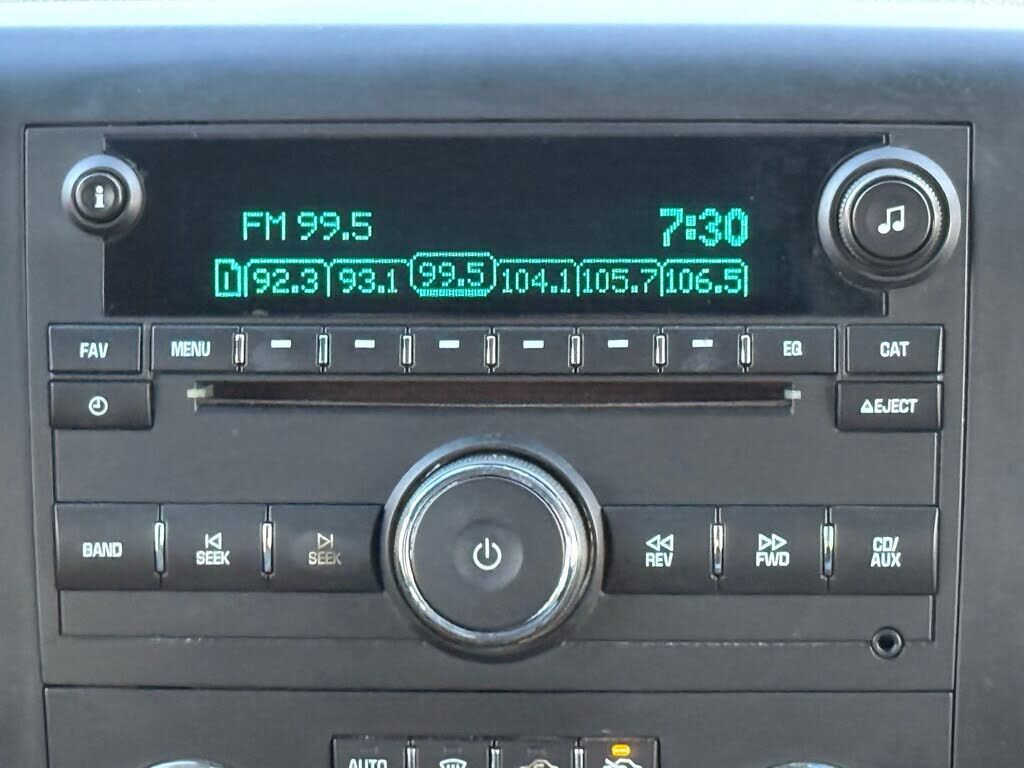 i
FM 99.5 7:30
1 92.3 93.1 99.5 104.1 105.7 106.5
FAV MENU EQ CAT
EJECT
BAND SEEK SEEK REV FWD CD/
AUX
AUTO